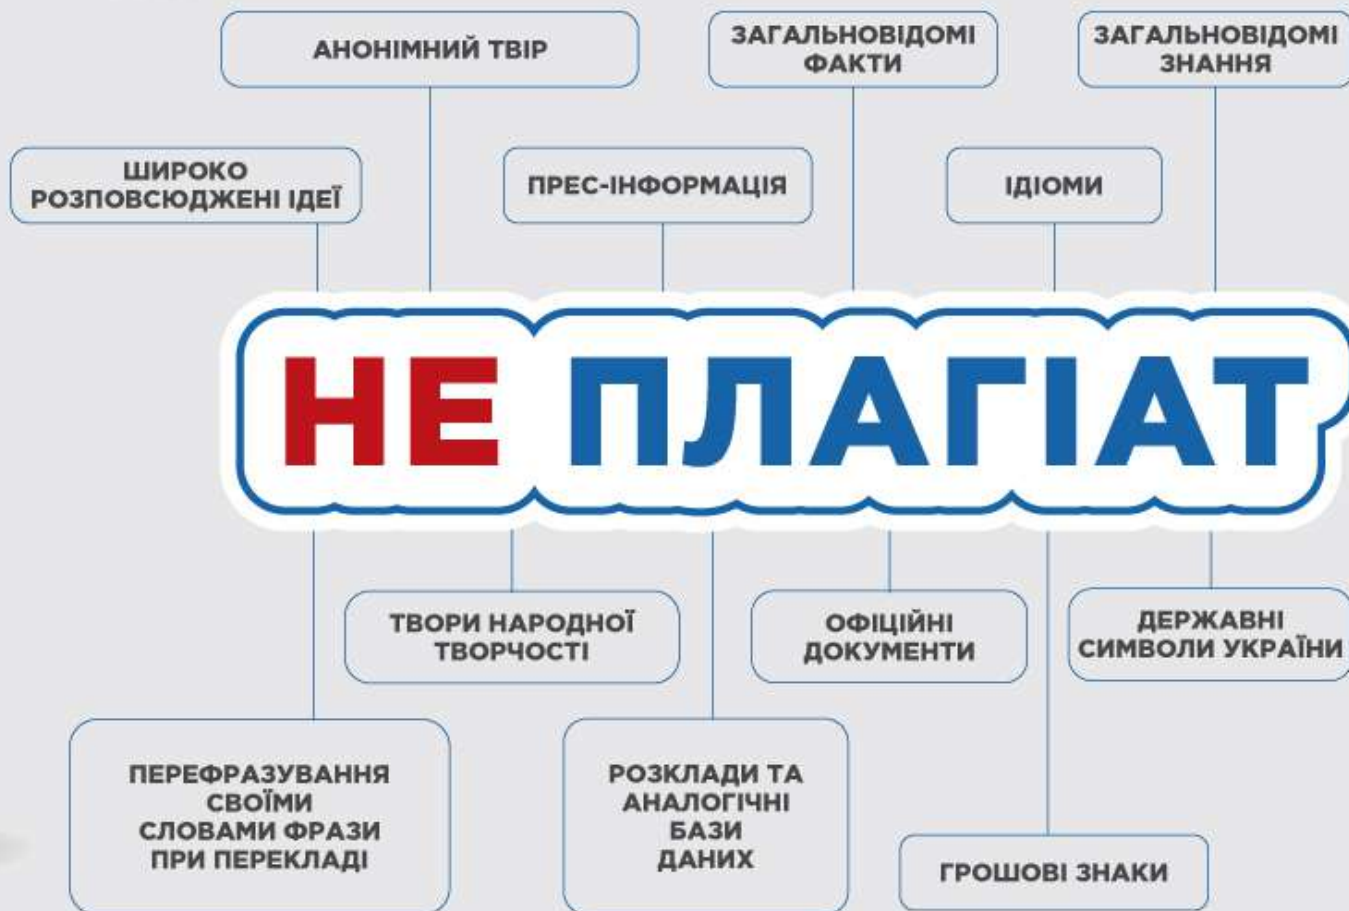 АНОНІМНИЙ ТВІР
ЗАГАЛЬНОВІДОМІ
ФАКТИ
ЗАГАЛЬНОВІДОМІ
ЗНАННЯ
ШИРОКО
РОЗПОВСЮДЖЕНІ ІДЕЇ
ПРЕС-ІНФОРМАЦІЯ
ІДІОМИ
НЕ ПЛАГІАТ
ТВОРИ НАРОДНОЇ
ТВОРЧОСТІ
ОФІЦІЙНІ
ДОКУМЕНТИ
ДЕРЖАВНІ
СИМВОЛИ УКРАЇНИ
ПЕРЕФРАЗУВАННЯ
СВОЇМИ
СЛОВАМИ ФРАЗИ
ПРИ ПЕРЕКЛАДІ
РОЗКЛАДИ ТА
АНАЛОГІЧНІ
БАЗИ
ДАНИХ
ГРОШОВІ ЗНАКИ